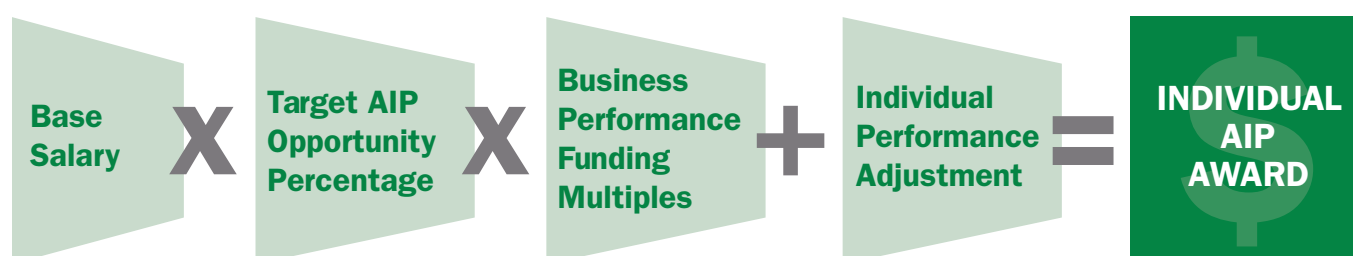 Base
Salary
X
Target AIP
Opportunity
Percentage
X
Business
Performance
Funding
Multiples
+
Individual
Performance
Adjustment
=
$
INDIVIDUAL
AIP
AWARD